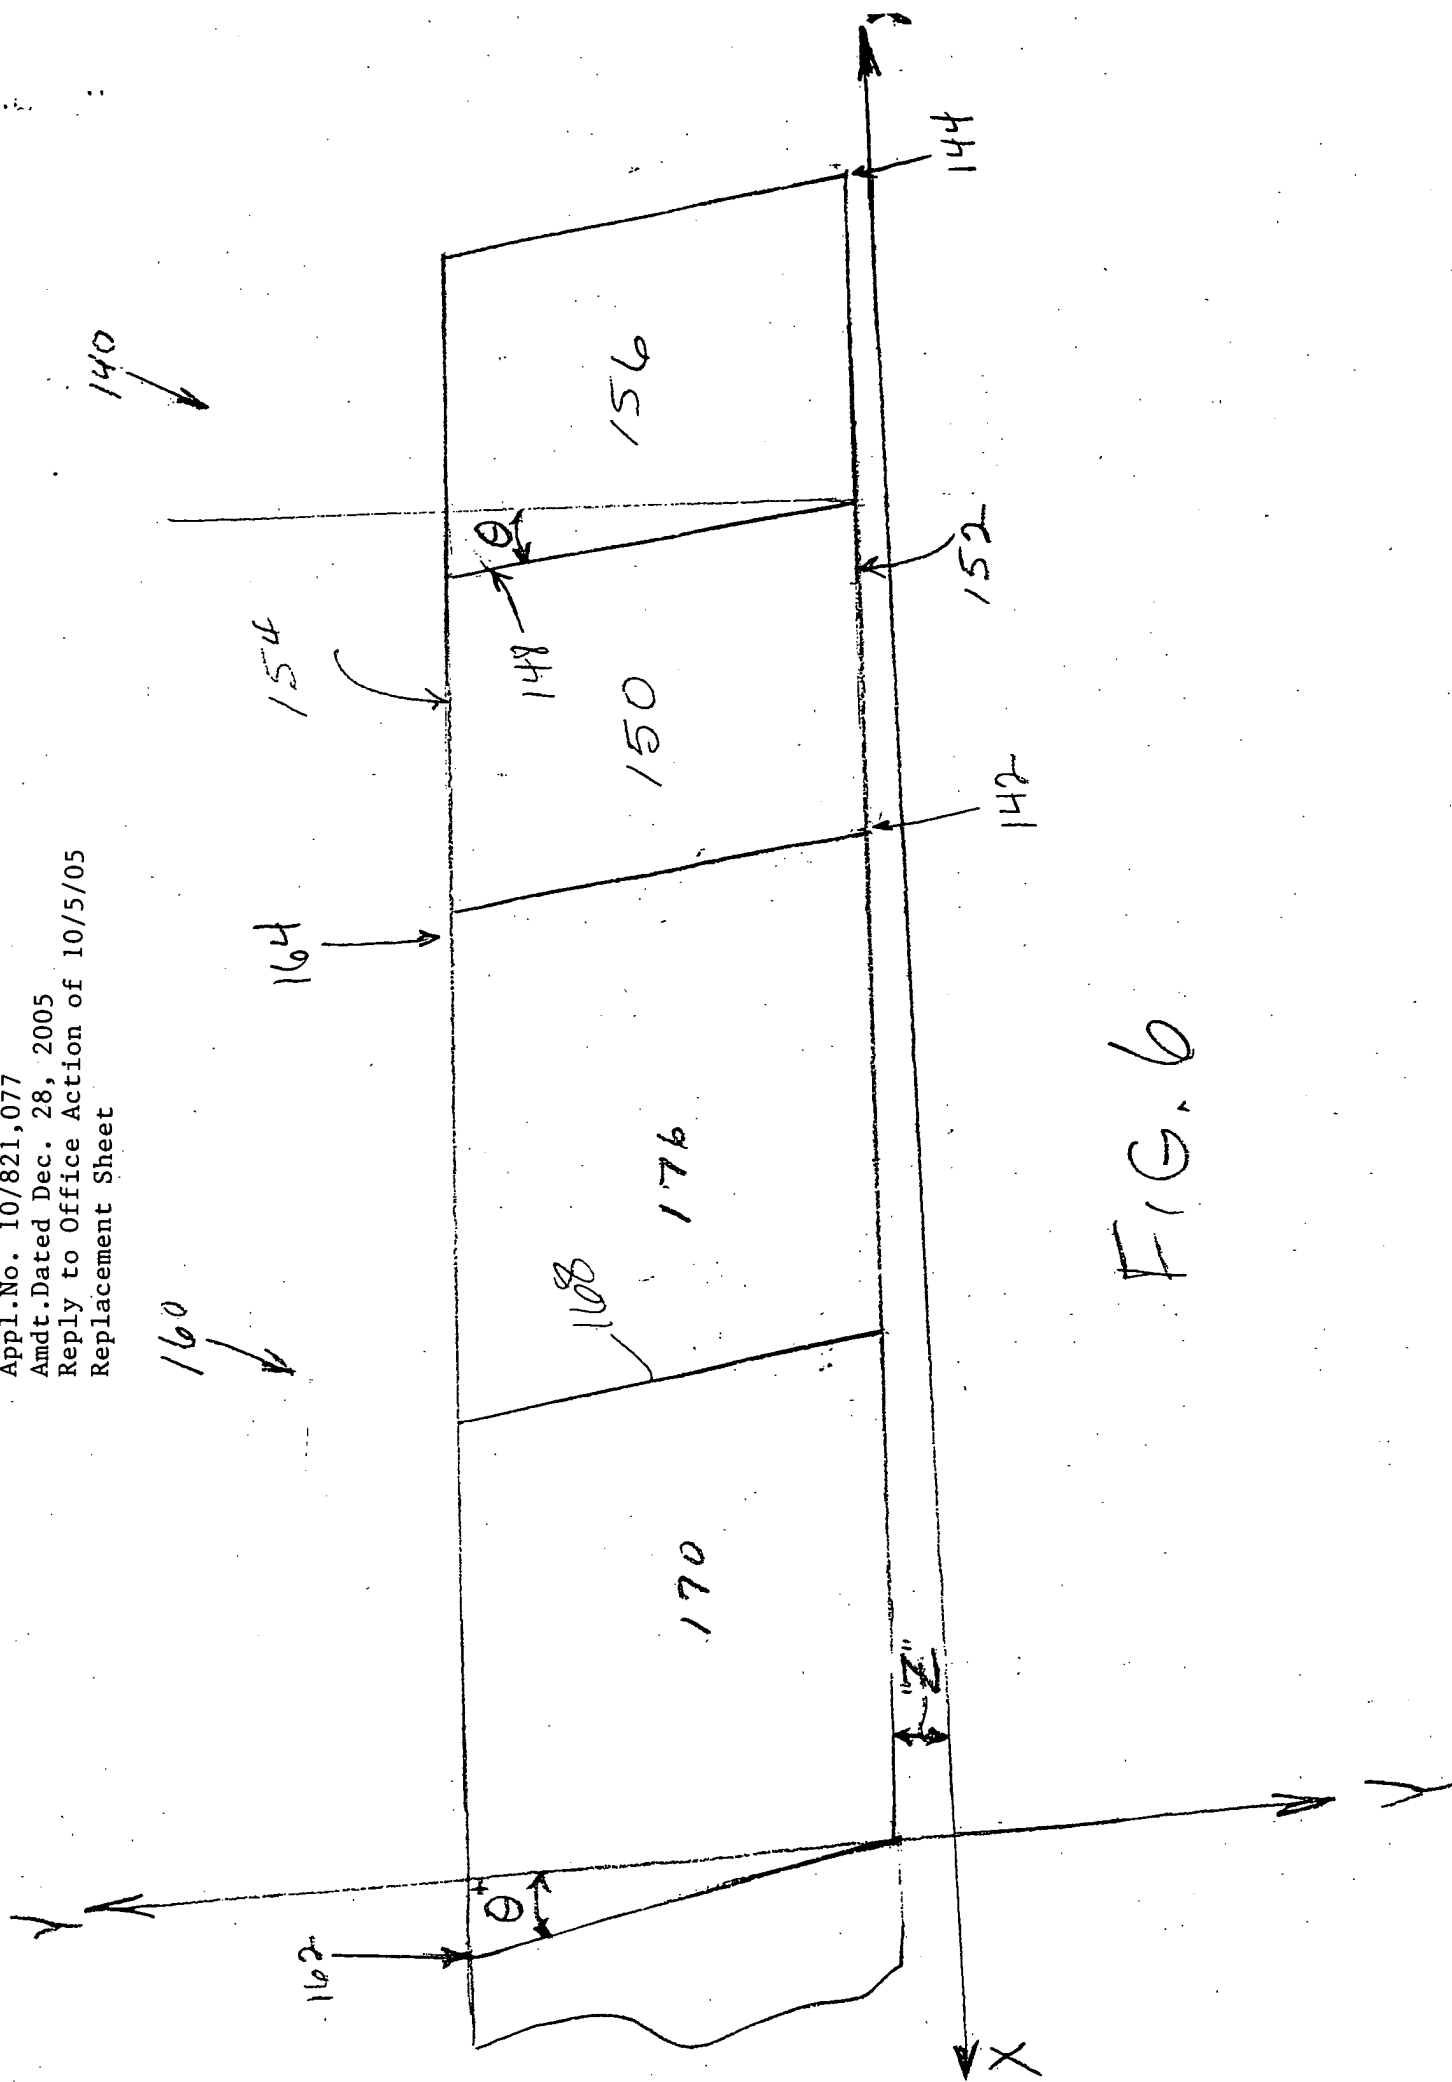 Appl.No. 10/821,077
Amdt.Dated Dec. 28, 2005
Reply to Office Action of 10/5/05
Replacement Sheet
160
140
164
154
162
θ+
θ
148
168
170
176
150
156
"Z"
142
152
144
X
Y
Y
FIG. 6